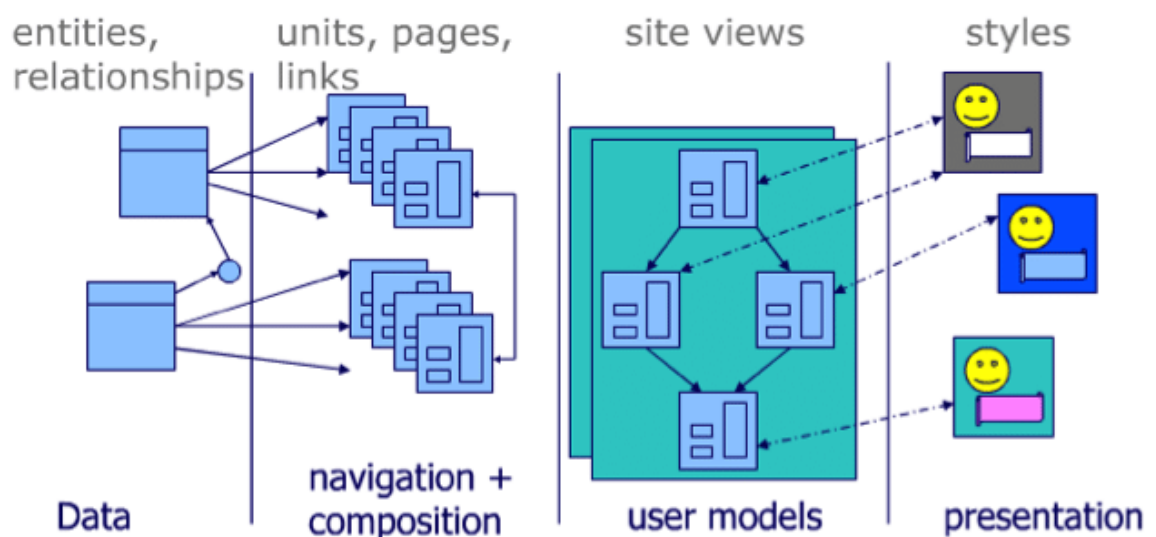 entities,
relationships
units, pages,
links
site views
styles
Data
navigation +
composition
user models
presentation